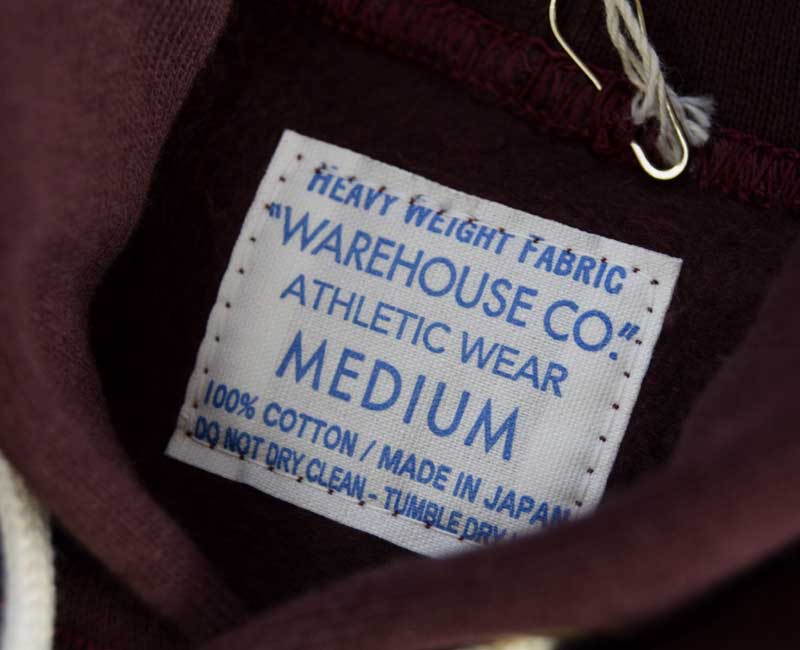 HEAVY WEIGHT FABRIC
"WAREHOUSE CO."
ATHLETIC WEAR
MEDIUM
100% COTTON / MADE IN JAPAN
DO NOT DRY CLEAN - TUMBLE DRY